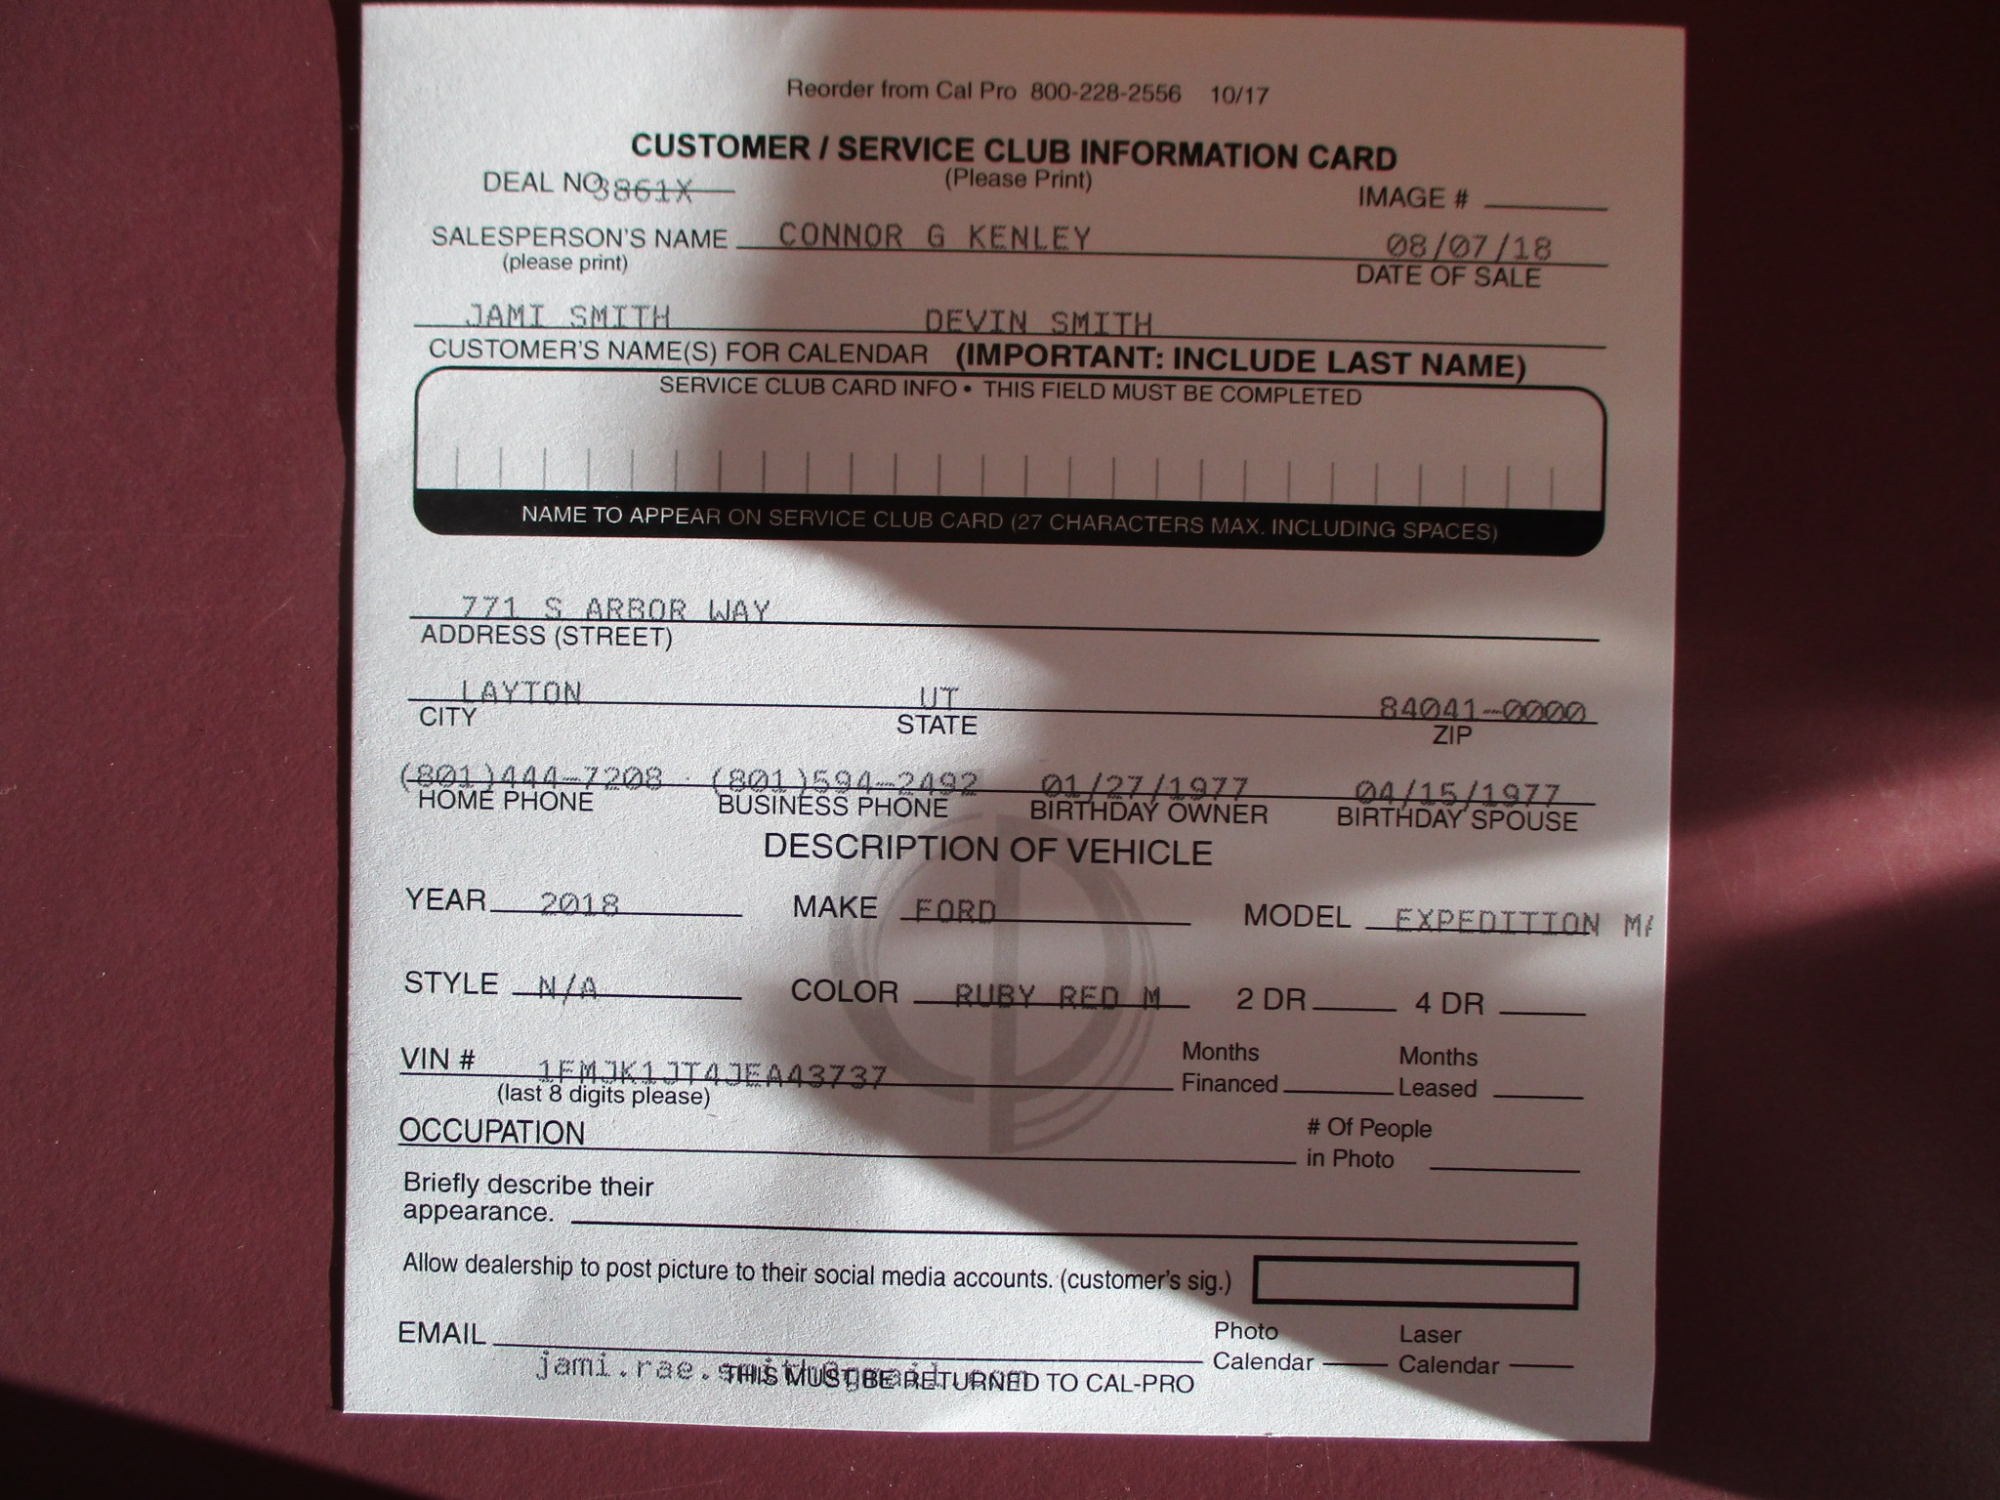 Reorder from Cal Pro 800-228-2556 10/17
CUSTOMER / SERVICE CLUB INFORMATION CARD
DEAL NO. 3861X (Please Print) IMAGE #
SALESPERSON'S NAME CONNOR G KENLEY 08/07/18
(please print) DATE OF SALE
JAMI SMITH DEVIN SMITH
CUSTOMER'S NAME(S) FOR CALENDAR (IMPORTANT: INCLUDE LAST NAME)
SERVICE CLUB CARD INFO • THIS FIELD MUST BE COMPLETED
NAME TO APPEAR ON SERVICE CLUB CARD (27 CHARACTERS MAX. INCLUDING SPACES)
771 S ARBOR WAY
ADDRESS (STREET)
LAYTON UT 84041-0000
CITY STATE ZIP
(801)444-7208 (801)594-2492 01/27/1977 04/15/1977
HOME PHONE BUSINESS PHONE BIRTHDAY OWNER BIRTHDAY SPOUSE
DESCRIPTION OF VEHICLE
YEAR 2018 MAKE FORD MODEL EXPEDITION MA
STYLE N/A COLOR RUBY RED M 2 DR 4 DR
VIN # 1FMJK1JT4JEA43737 Months Financed Months Leased
(last 8 digits please)
OCCUPATION # Of People in Photo
Briefly describe their
appearance.
Allow dealership to post picture to their social media accounts. (customer's sig.)
EMAIL Photo Calendar Laser Calendar
jami.rae.smith@gmail.com
THIS MUST BE RETURNED TO CAL-PRO